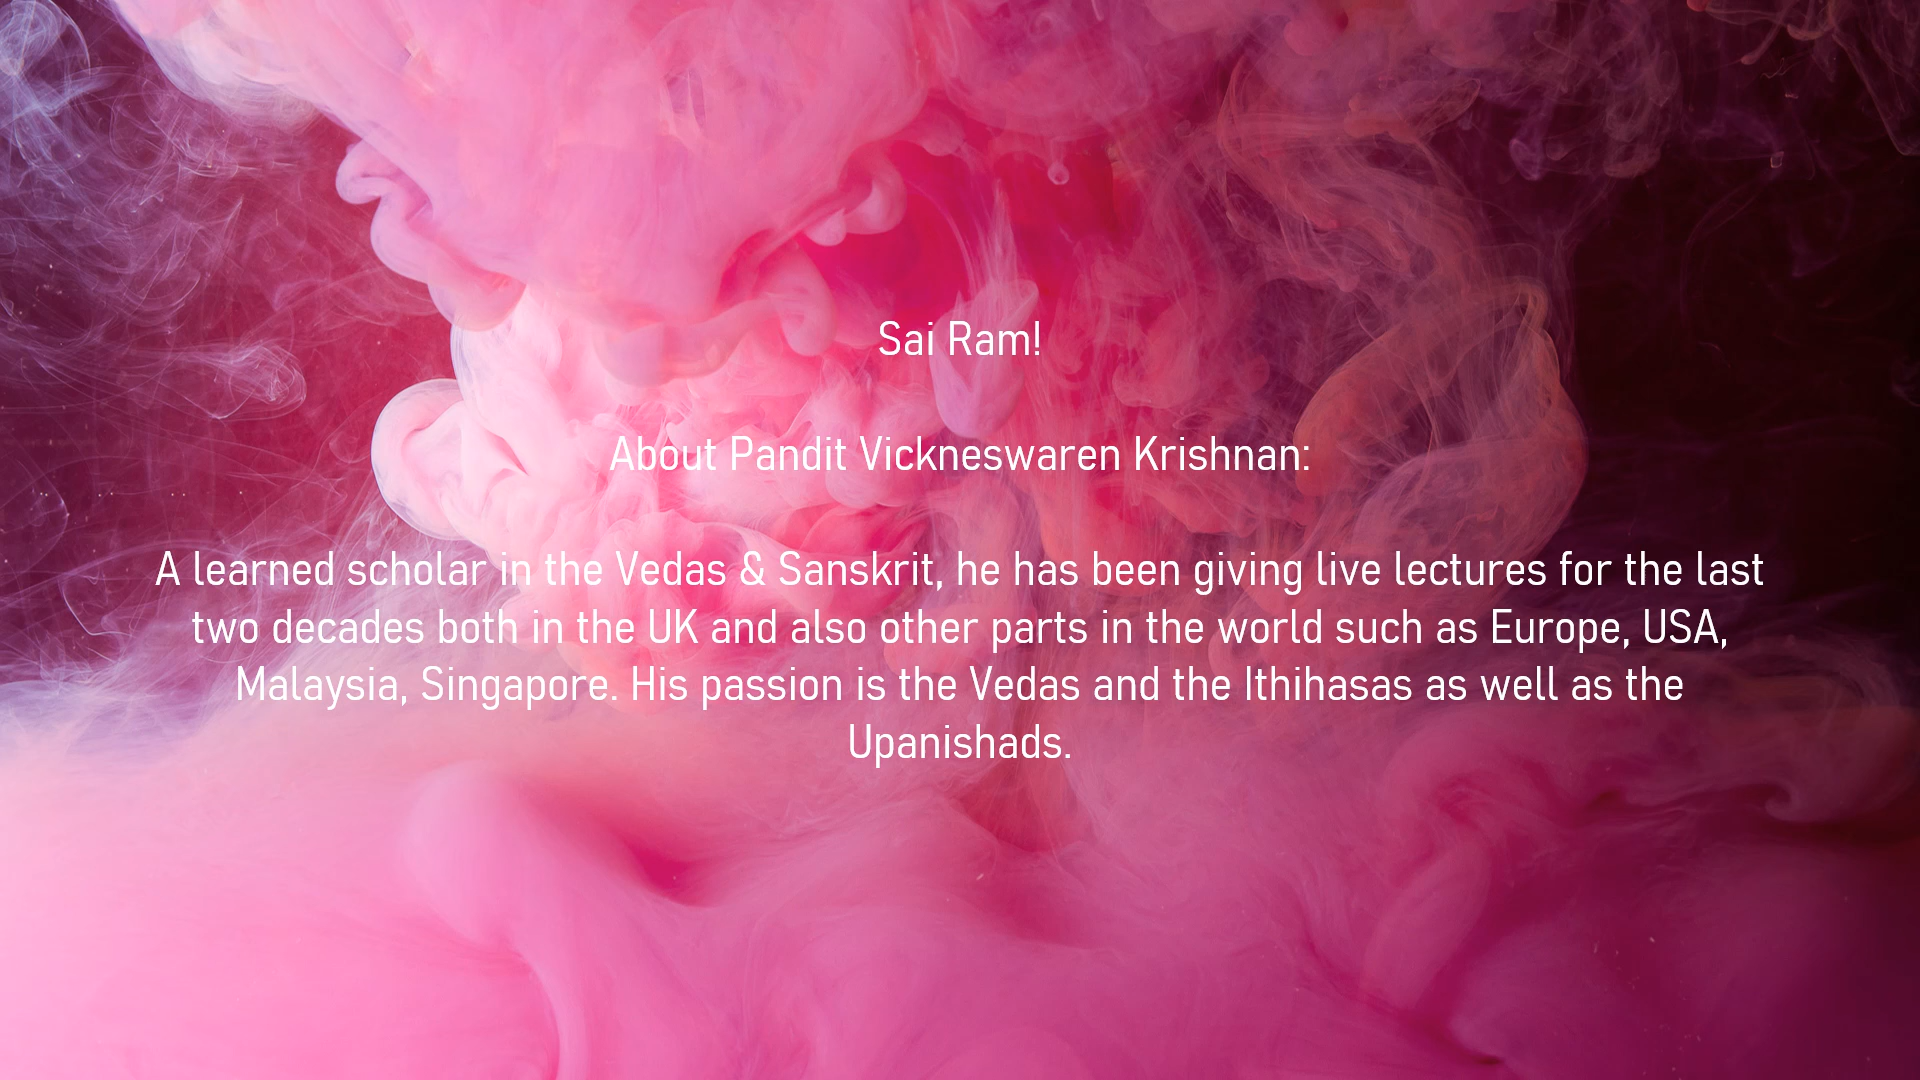 Sai Ram!
About Pandit Vickneswaren Krishnan:
A learned scholar in the Vedas & Sanskrit, he has been giving live lectures for the last
two decades both in the UK and also other parts in the world such as Europe, USA,
Malaysia, Singapore. His passion is the Vedas and the Ithihasas as well as the
Upanishads.